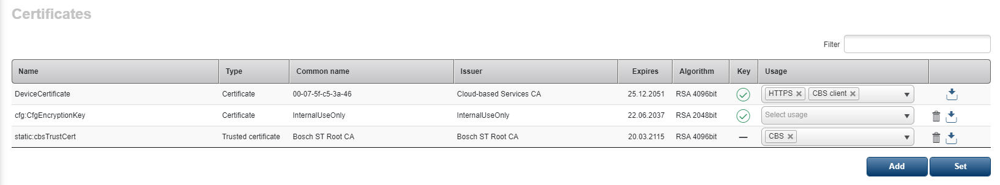 Certificates
Filter
Name Type Common name Issuer Expires Algorithm Key Usage
DeviceCertificate Certificate 00-07-5f-c5-3a-46 Cloud-based Services CA 25.12.2051 RSA 4096bit HTTPS CBS client
cfg:CfgEncryptionKey Certificate InternalUseOnly InternalUseOnly 22.06.2037 RSA 2048bit Select usage
static:cbsTrustCert Trusted certificate Bosch ST Root CA Bosch ST Root CA 20.03.2115 RSA 4096bit — CBS
Add Set